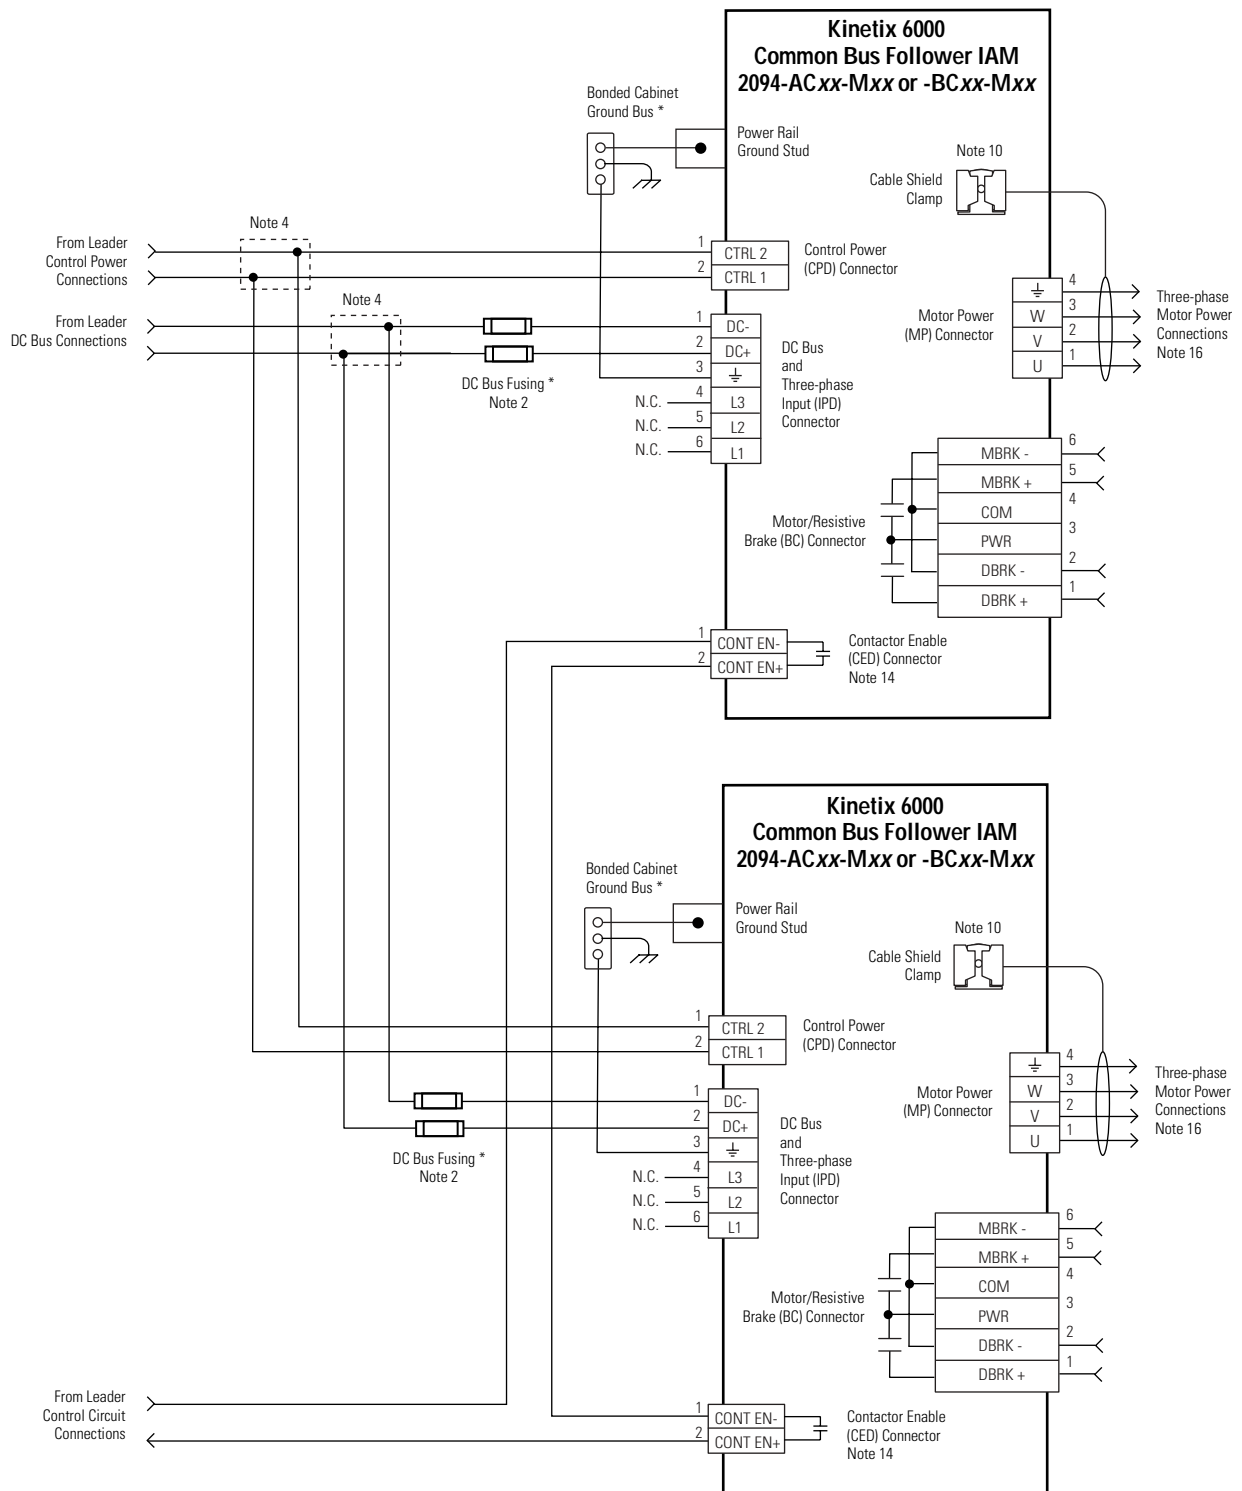 Kinetix 6000
Common Bus Follower IAM
2094-ACxx-Mxx or -BCxx-Mxx
Bonded Cabinet
Ground Bus *
Power Rail
Ground Stud
Note 10
Cable Shield
Clamp
Note 4
From Leader
Control Power
Connections
1
CTRL 2
2
CTRL 1
Control Power
(CPD) Connector
Note 4
From Leader
DC Bus Connections
DC Bus Fusing *
Note 2
1
DC-
2
DC+
3
4
N.C.
L3
5
N.C.
L2
6
N.C.
L1
DC Bus
and
Three-phase
Input (IPD)
Connector
Motor Power
(MP) Connector
4
3
W
2
V
1
U
Three-phase
Motor Power
Connections
Note 16
Motor/Resistive
Brake (BC) Connector
6
MBRK -
5
MBRK +
4
COM
3
PWR
2
DBRK -
1
DBRK +
1
CONT EN-
2
CONT EN+
Contactor Enable
(CED) Connector
Note 14
Kinetix 6000
Common Bus Follower IAM
2094-ACxx-Mxx or -BCxx-Mxx
Bonded Cabinet
Ground Bus *
Power Rail
Ground Stud
Note 10
Cable Shield
Clamp
1
CTRL 2
2
CTRL 1
Control Power
(CPD) Connector
DC Bus Fusing *
Note 2
1
DC-
2
DC+
3
4
N.C.
L3
5
N.C.
L2
6
N.C.
L1
DC Bus
and
Three-phase
Input (IPD)
Connector
Motor Power
(MP) Connector
4
3
W
2
V
1
U
Three-phase
Motor Power
Connections
Note 16
Motor/Resistive
Brake (BC) Connector
6
MBRK -
5
MBRK +
4
COM
3
PWR
2
DBRK -
1
DBRK +
From Leader
Control Circuit
Connections
1
CONT EN-
2
CONT EN+
Contactor Enable
(CED) Connector
Note 14